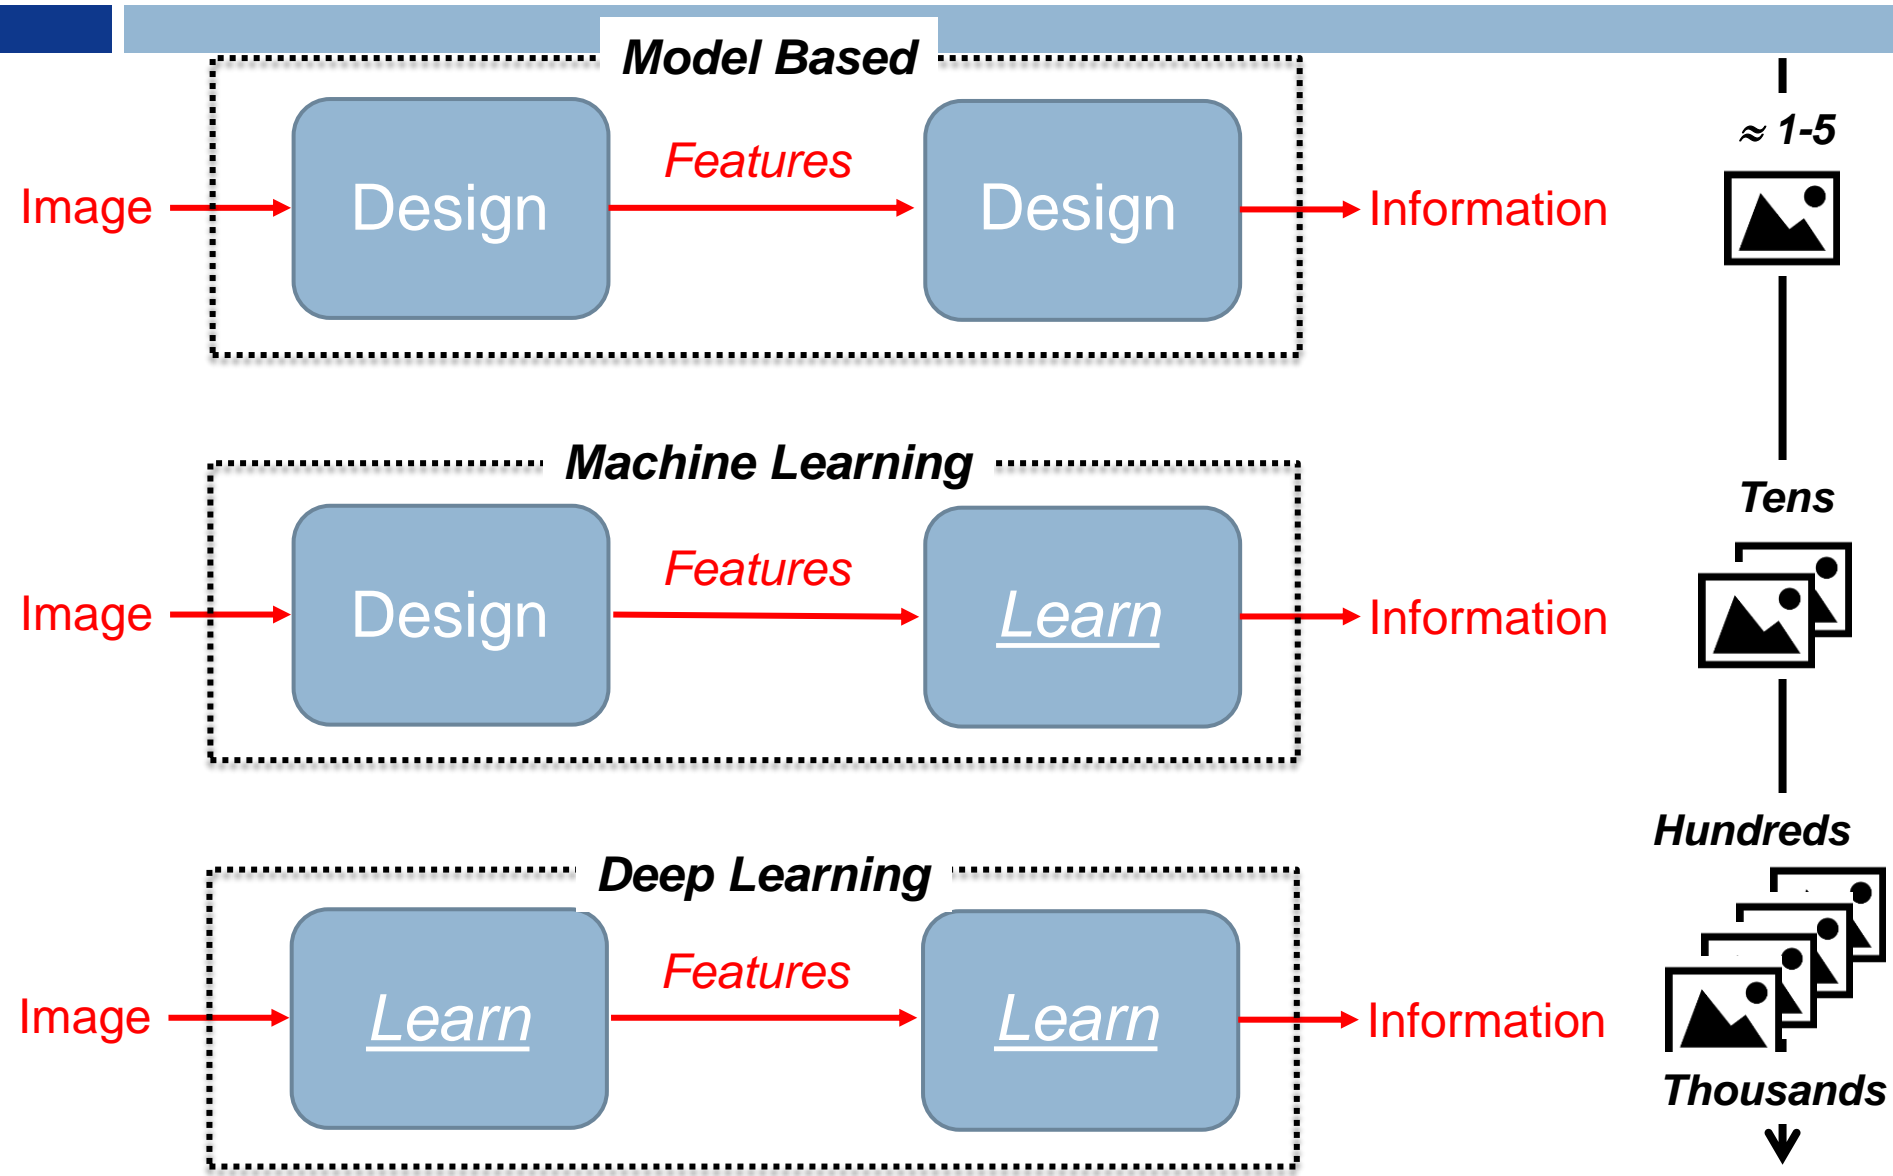 Model Based
Image
Design
Features
Design
Information
≈ 1-5
Machine Learning
Image
Design
Features
Learn
Information
Tens
Deep Learning
Image
Learn
Features
Learn
Information
Hundreds
Thousands